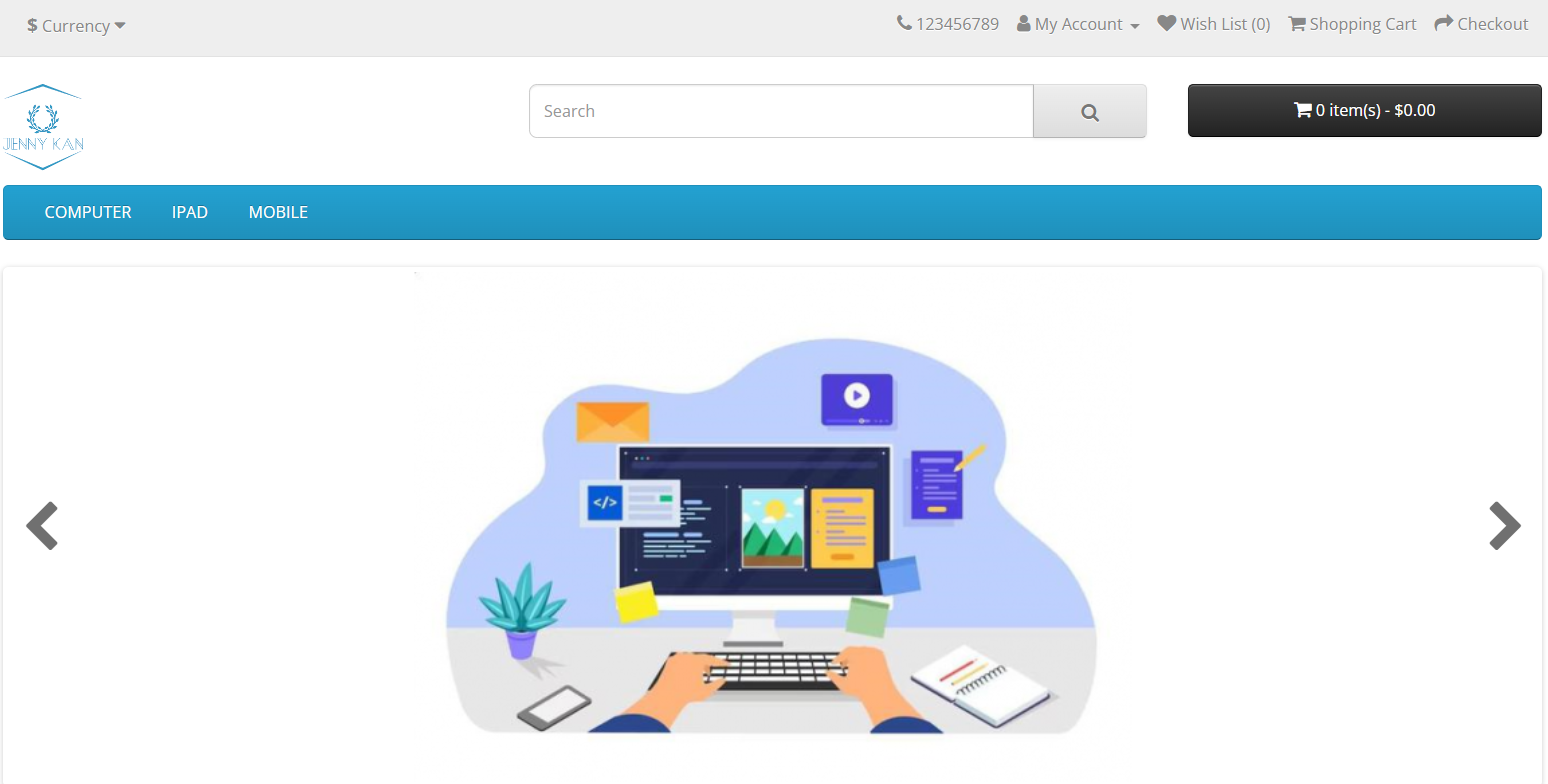 $ Currency
123456789 My Account Wish List (0) Shopping Cart Checkout
JENNY KAN
Search
0 item(s) - $0.00
COMPUTER IPAD MOBILE
</>